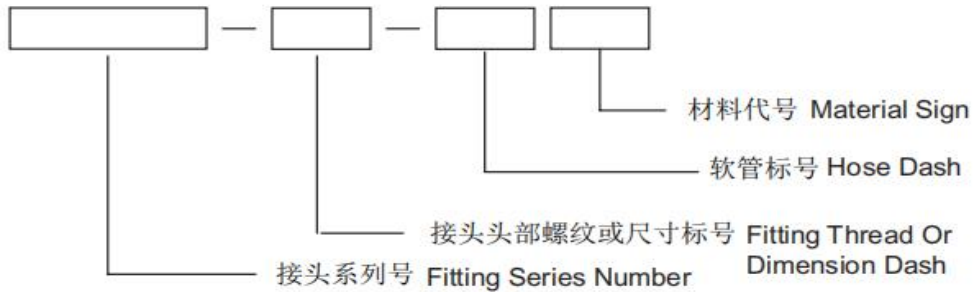 材料代号 Material Sign
软管标号 Hose Dash
接头头部螺纹或尺寸标号 Fitting Thread Or
Dimension Dash
接头系列号 Fitting Series Number